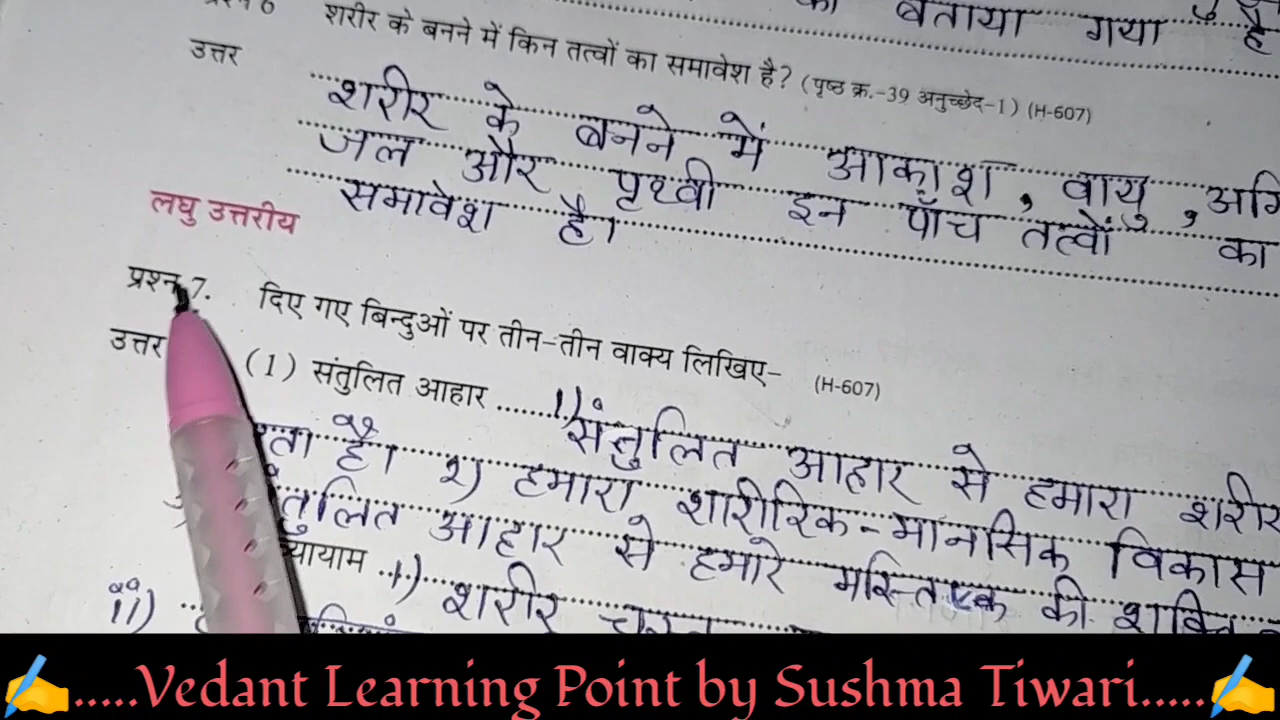 बताया गया है
प्रश्न 6 शरीर के बनने में किन तत्वों का समावेश है? (पृष्ठ क्र.-39 अनुच्छेद-1) (H-607)
उत्तर शरीर के बनने में आकाश, वायु, अग्नि
जल और पृथ्वी इन पाँच तत्वों का
समावेश है।
लघु उत्तरीय
प्रश्न 7. दिए गए बिन्दुओं पर तीन-तीन वाक्य लिखिए- (H-607)
उत्तर (1) संतुलित आहार ........1) संतुलित आहार से हमारा शरीर
है। २) हमारा शारीरिक-मानसिक विकास
आहार से हमारे मस्तिष्क की शक्ति
व्यायाम ..1) शरीर चुस्त
ii)
✍.....Vedant Learning Point by Sushma Tiwari.....✍